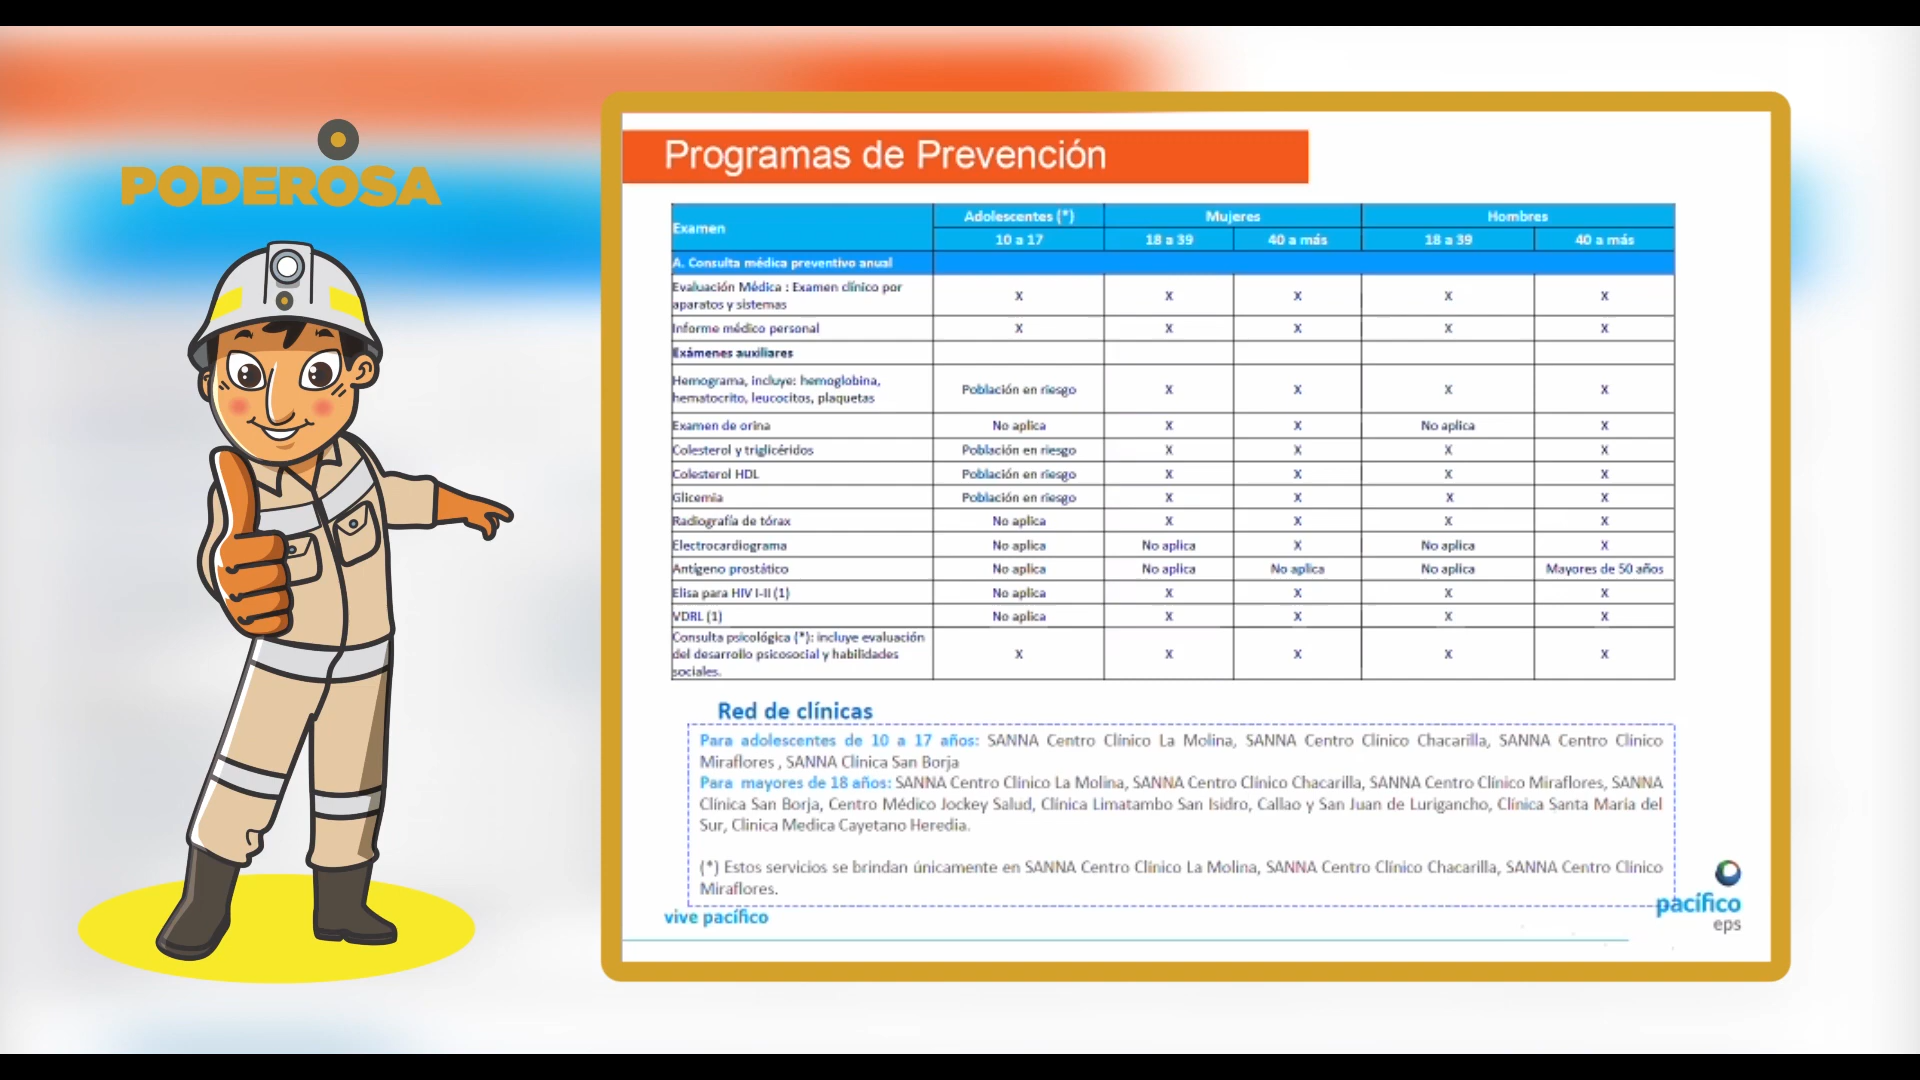 PODEROSA
Programas de Prevención
Examen Adolescentes (*) Mujeres Hombres
10 a 17 18 a 39 40 a más 18 a 39 40 a más
A. Consulta médica preventivo anual
Evaluación Médica : Examen clínico por
aparatos y sistemas X X X X X
Informe médico personal X X X X X
Exámenes auxiliares
Hemograma, incluye: hemoglobina,
hematocrito, leucocitos, plaquetas Población en riesgo X X X X
Examen de orina No aplica X X No aplica X
Colesterol y triglicéridos Población en riesgo X X X X
Colesterol HDL Población en riesgo X X X X
Glicemia Población en riesgo X X X X
Radiografía de tórax No aplica X X X X
Electrocardiograma No aplica No aplica X No aplica X
Antígeno prostático No aplica No aplica No aplica No aplica Mayores de 50 años
Elisa para HIV I-II (1) No aplica X X X X
VDRL (1) No aplica X X X X
Consulta psicológica (*): incluye evaluación
del desarrollo psicosocial y habilidades
sociales. X X X X X
Red de clínicas
Para adolescentes de 10 a 17 años: SANNA Centro Clínico La Molina, SANNA Centro Clínico Chacarilla, SANNA Centro Clínico
Miraflores , SANNA Clínica San Borja
Para mayores de 18 años: SANNA Centro Clínico La Molina, SANNA Centro Clínico Chacarilla, SANNA Centro Clínico Miraflores, SANNA
Clínica San Borja, Centro Médico Jockey Salud, Clínica Limatambo San Isidro, Callao y San Juan de Lurigancho, Clínica Santa María del
Sur, Clinica Medica Cayetano Heredia.
(*) Estos servicios se brindan únicamente en SANNA Centro Clínico La Molina, SANNA Centro Clínico Chacarilla, SANNA Centro Clínico
Miraflores.
vive pacífico
pacífico
eps